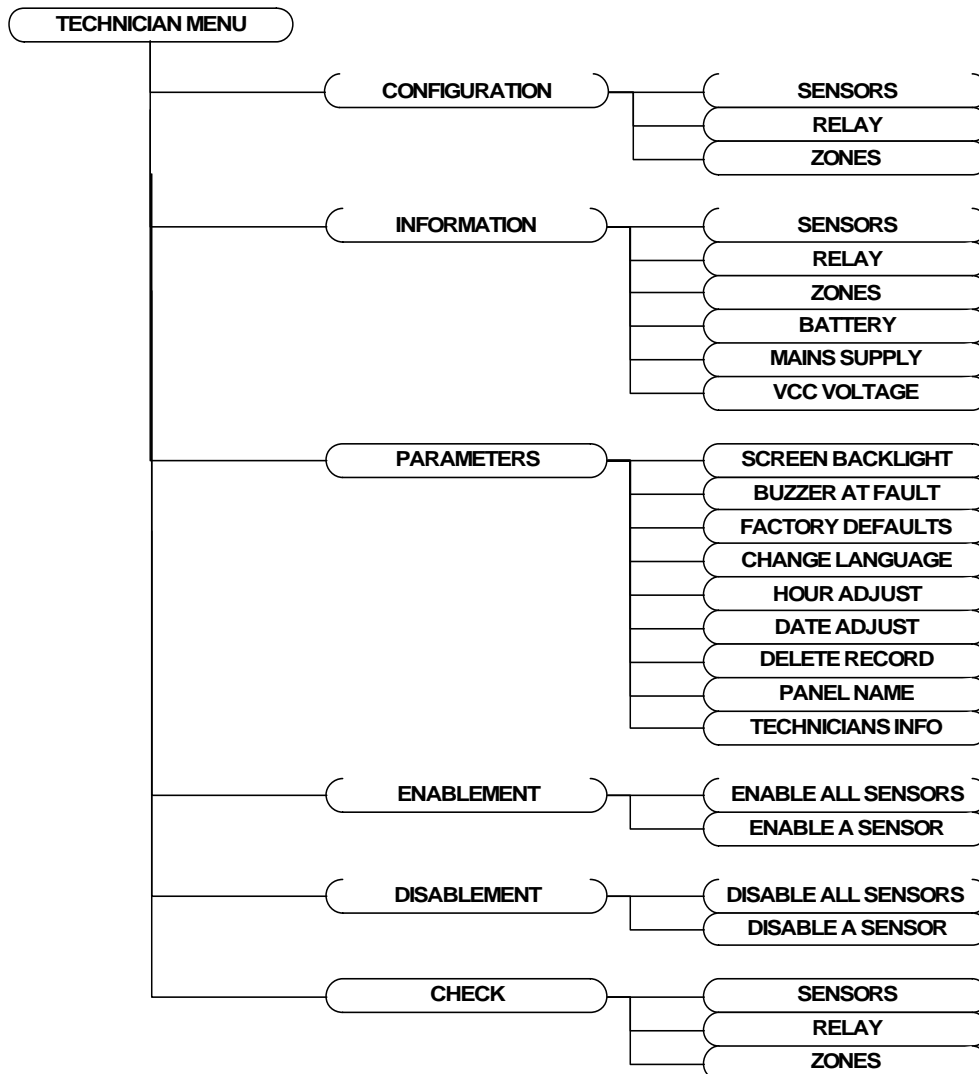 TECHNICIAN MENU
CONFIGURATION
SENSORS
RELAY
ZONES
INFORMATION
SENSORS
RELAY
ZONES
BATTERY
MAINS SUPPLY
VCC VOLTAGE
PARAMETERS
SCREEN BACKLIGHT
BUZZER AT FAULT
FACTORY DEFAULTS
CHANGE LANGUAGE
HOUR ADJUST
DATE ADJUST
DELETE RECORD
PANEL NAME
TECHNICIANS INFO
ENABLEMENT
ENABLE ALL SENSORS
ENABLE A SENSOR
DISABLEMENT
DISABLE ALL SENSORS
DISABLE A SENSOR
CHECK
SENSORS
RELAY
ZONES